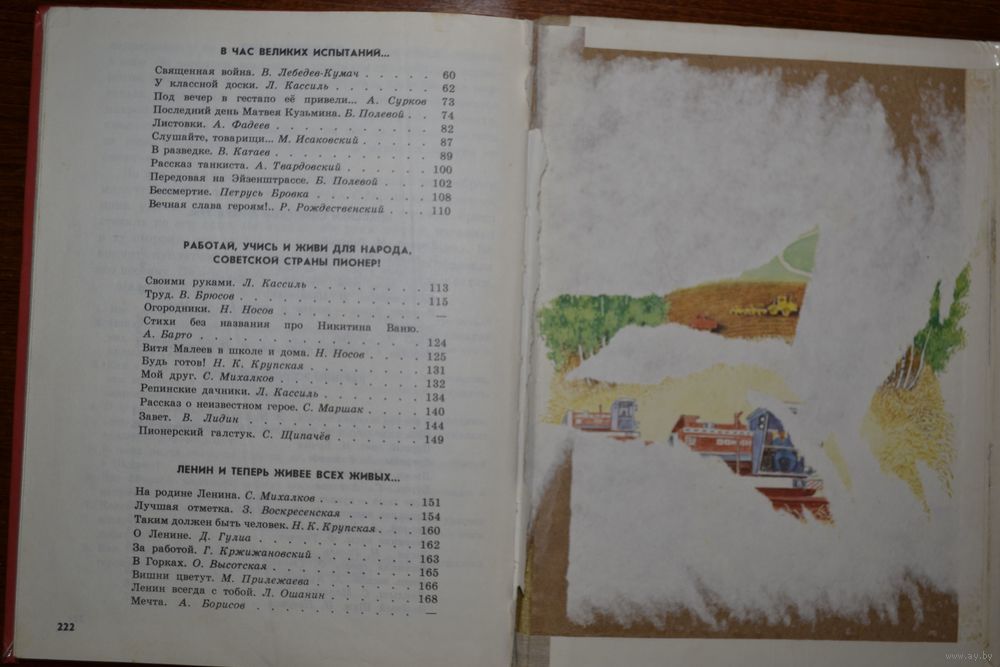 В ЧАС ВЕЛИКИХ ИСПЫТАНИЙ...
Священная война. В. Лебедев-Кумач . . . . . 60
У классной доски. Л. Кассиль . . . . . . . 62
Под вечер в гестапо её привели... А. Сурков 73
Последний день Матвея Кузьмина. Б. Полевой . . 74
Листовки. А. Фадеев . . . . . . . . . . . 82
Слушайте, товарищи... М. Исаковский . . . . . 87
В разведке. В. Катаев . . . . . . . . . . 89
Рассказ танкиста. А. Твардовский . . . . . . 100
Передовая на Эйзенштрассе. Б. Полевой . . . 102
Бессмертие. Петрусь Бровка . . . . . . . . 108
Вечная слава героям!.. Р. Рождественский . . . 110
РАБОТАЙ, УЧИСЬ И ЖИВИ ДЛЯ НАРОДА,
СОВЕТСКОЙ СТРАНЫ ПИОНЕР!
Своими руками. Л. Кассиль . . . . . . . . 113
Труд. В. Брюсов . . . . . . . . . . . . 115
Огородники. Н. Носов . . . . . . . . . . —
Стихи без названия про Никитина Ваню.
А. Барто . . . . . . . . . . . . . . 124
Витя Малеев в школе и дома. Н. Носов . . . . 125
Будь готов! Н. К. Крупская . . . . . . . . 131
Мой друг. С. Михалков . . . . . . . . . . 132
Репинские дачники. Л. Кассиль . . . . . . . 134
Рассказ о неизвестном герое. С. Маршак . . . . 140
Завет. В. Лидин . . . . . . . . . . . . 144
Пионерский галстук. С. Щипачёв . . . . . . 149
ЛЕНИН И ТЕПЕРЬ ЖИВЕЕ ВСЕХ ЖИВЫХ...
На родине Ленина. С. Михалков . . . . . . . 151
Лучшая отметка. З. Воскресенская . . . . . . 154
Таким должен быть человек. Н. К. Крупская . . . 160
О Ленине. Д. Гулиа . . . . . . . . . . . 162
За работой. Г. Кржижановский . . . . . . . 163
В Горках. О. Высотская . . . . . . . . . . 165
Вишни цветут. М. Прилежаева . . . . . . . 166
Ленин всегда с тобой. Л. Ошанин . . . . . . 168
Мечта. А. Борисов . . . . . . . . . . . —
222
www.ay.by